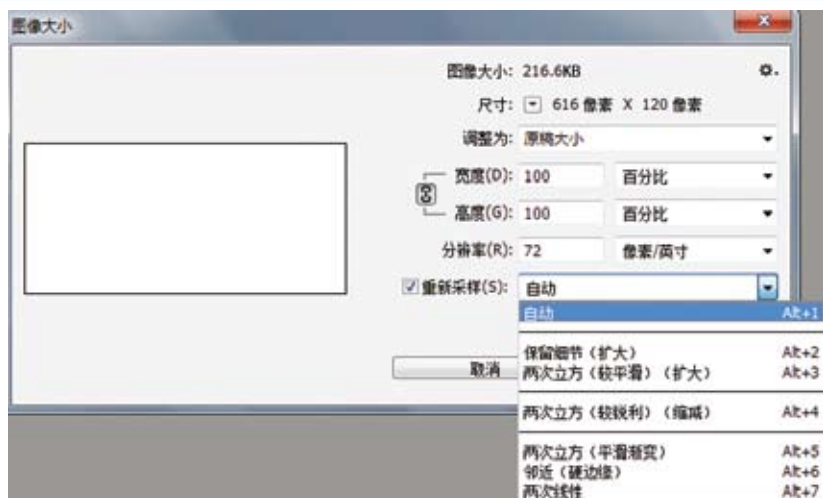 图像大小
图像大小: 216.6KB
尺寸: 616 像素 X 120 像素
调整为: 原稿大小
宽度(D): 100 百分比
高度(G): 100 百分比
分辨率(R): 72 像素/英寸
重新采样(S): 自动
自动 Alt+1
保留细节（扩大） Alt+2
取消
两次立方（较平滑）（扩大） Alt+3
两次立方（较锐利）（缩减） Alt+4
两次立方（平滑渐变） Alt+5
邻近（硬边缘） Alt+6
两次线性 Alt+7